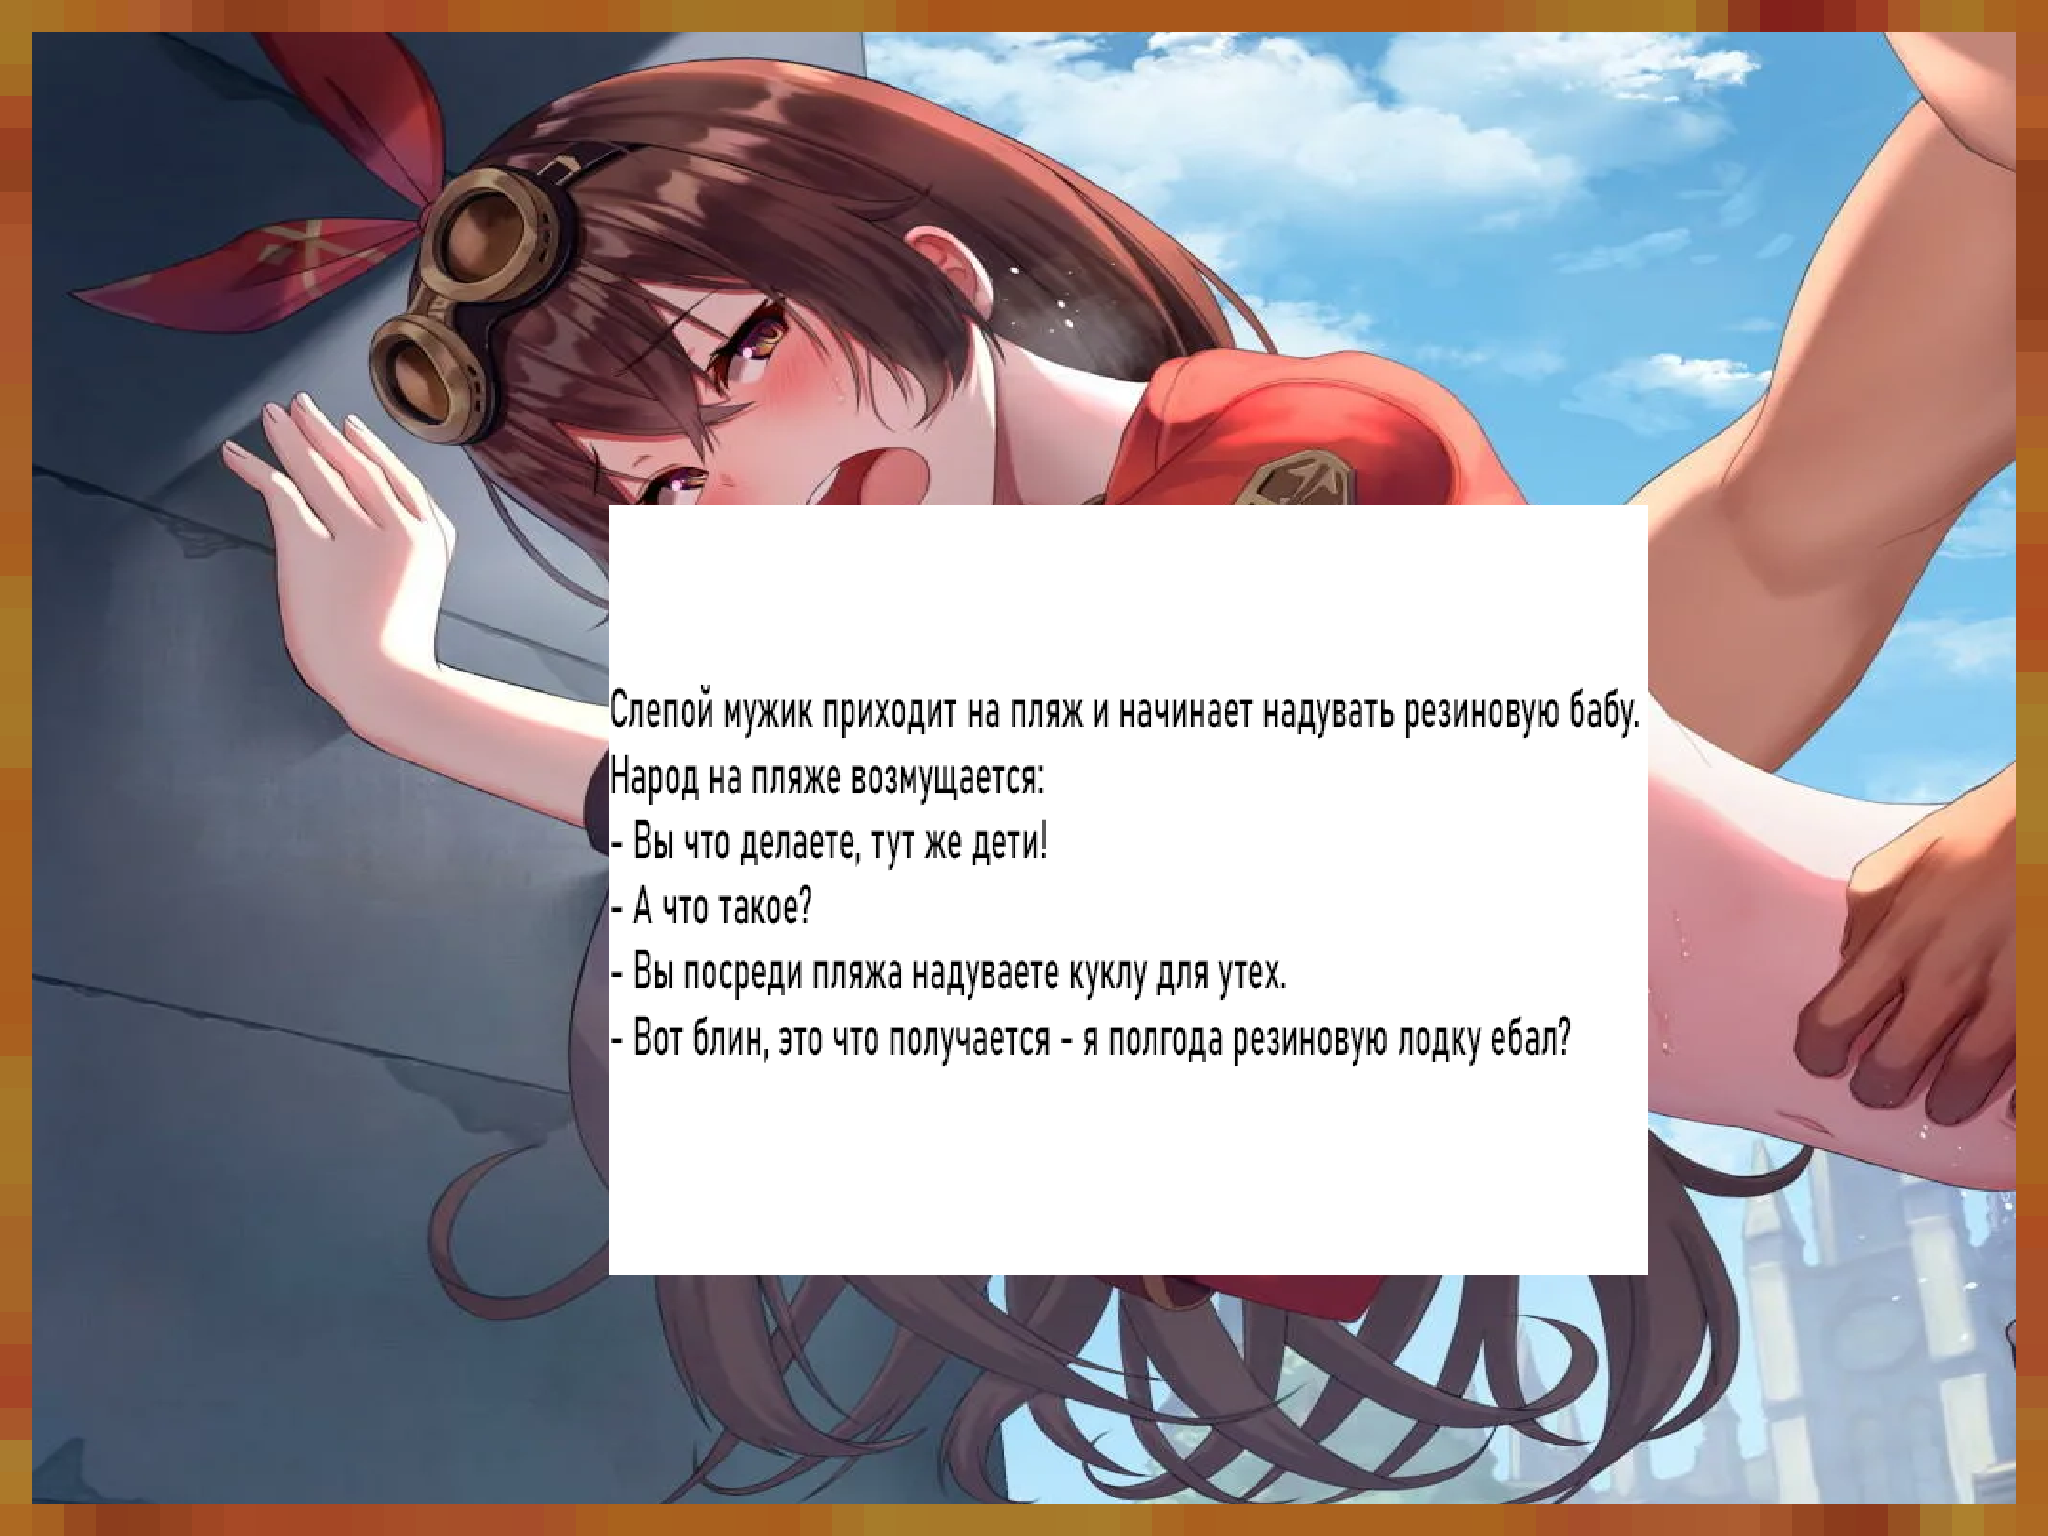 Слепой мужик приходит на пляж и начинает надувать резиновую бабу.
Народ на пляже возмущается:
- Вы что делаете, тут же дети!
- А что такое?
- Вы посреди пляжа надуваете куклу для утех.
- Вот блин, это что получается - я полгода резиновую лодку ебал?